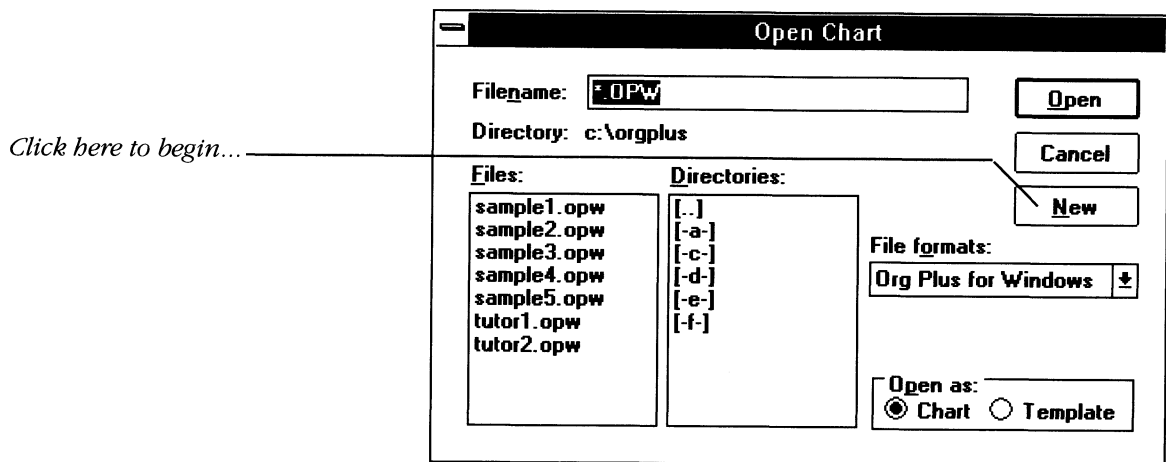 Open Chart
Filename: *.OPW
Open
Directory: c:\orgplus
Cancel
Click here to begin...
New
Files:
sample1.opw
sample2.opw
sample3.opw
sample4.opw
sample5.opw
tutor1.opw
tutor2.opw
Directories:
[..]
[-a-]
[-c-]
[-d-]
[-e-]
[-f-]
File formats:
Org Plus for Windows
Open as:
Chart Template